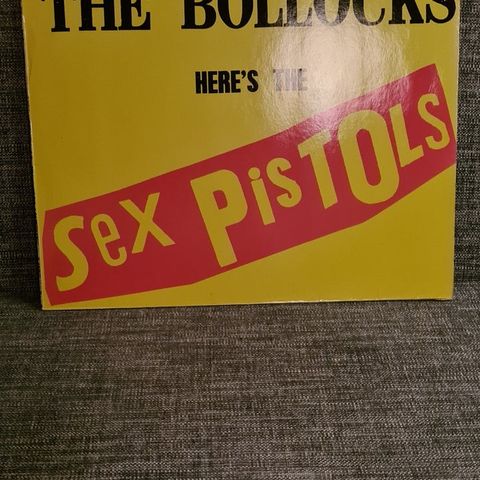 THE BOLLOCKS
HERE'S THE
Sex PisTOLs